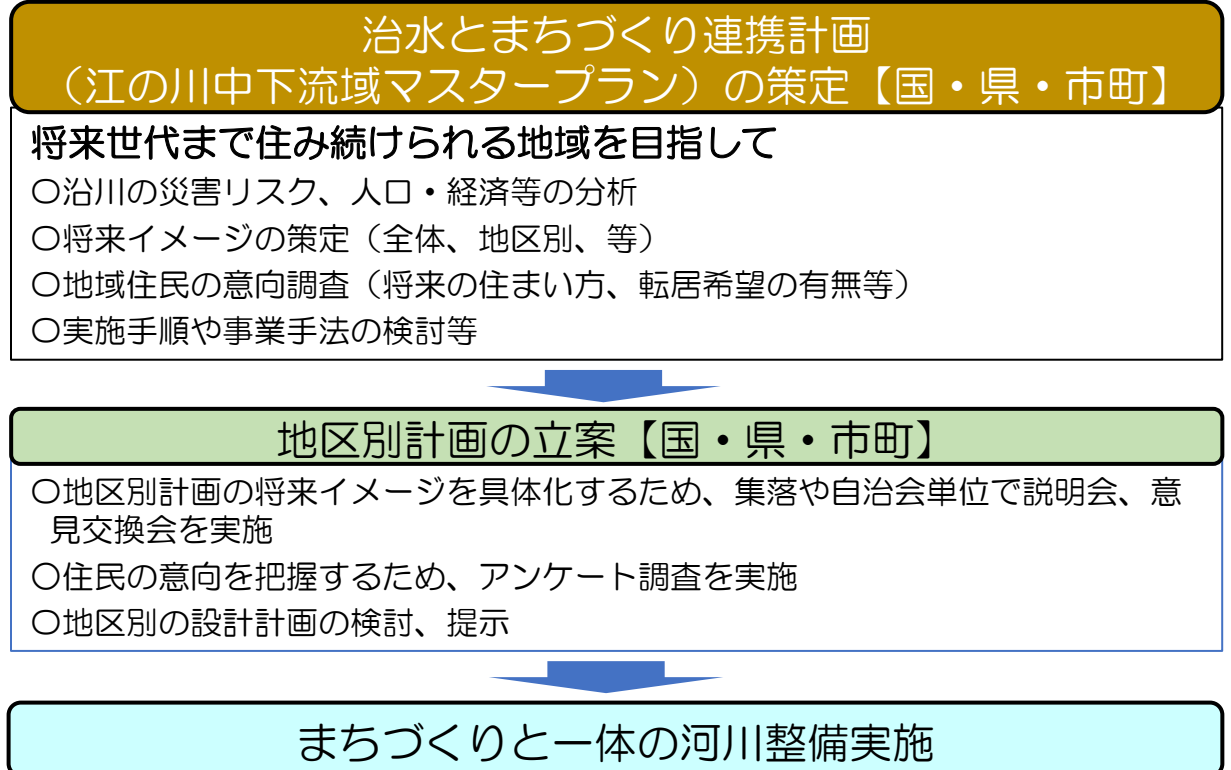 治水とまちづくり連携計画
（江の川中下流域マスタープラン）の策定【国・県・市町】
将来世代まで住み続けられる地域を目指して
〇沿川の災害リスク、人口・経済等の分析
〇将来イメージの策定（全体、地区別、等）
〇地域住民の意向調査（将来の住まい方、転居希望の有無等）
〇実施手順や事業手法の検討等
地区別計画の立案【国・県・市町】
〇地区別計画の将来イメージを具体化するため、集落や自治会単位で説明会、意
見交換会を実施
〇住民の意向を把握するため、アンケート調査を実施
〇地区別の設計計画の検討、提示
まちづくりと一体の河川整備実施